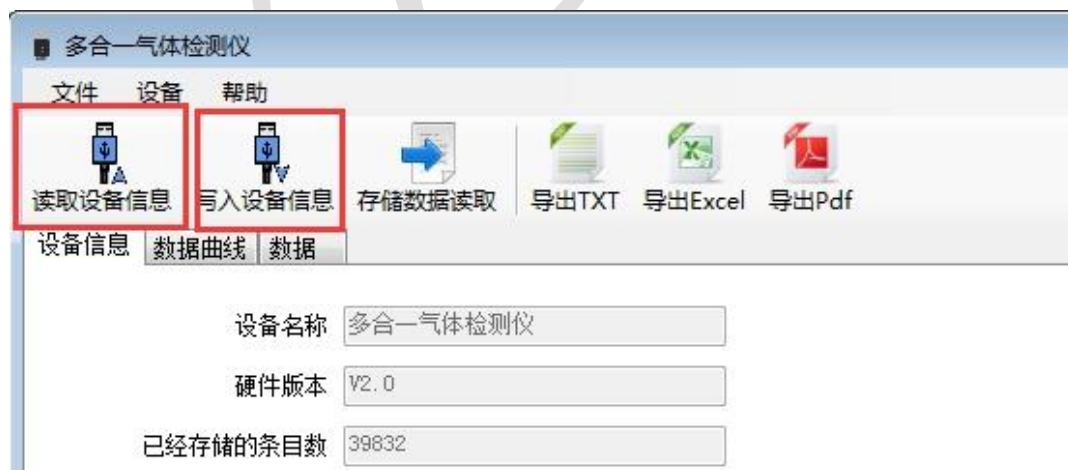 多合一气体检测仪
文件 设备 帮助
读取设备信息 写入设备信息 存储数据读取 导出TXT 导出Excel 导出Pdf
设备信息 数据曲线 数据
设备名称 多合一气体检测仪
硬件版本 V2.0
已经存储的条目数 39832